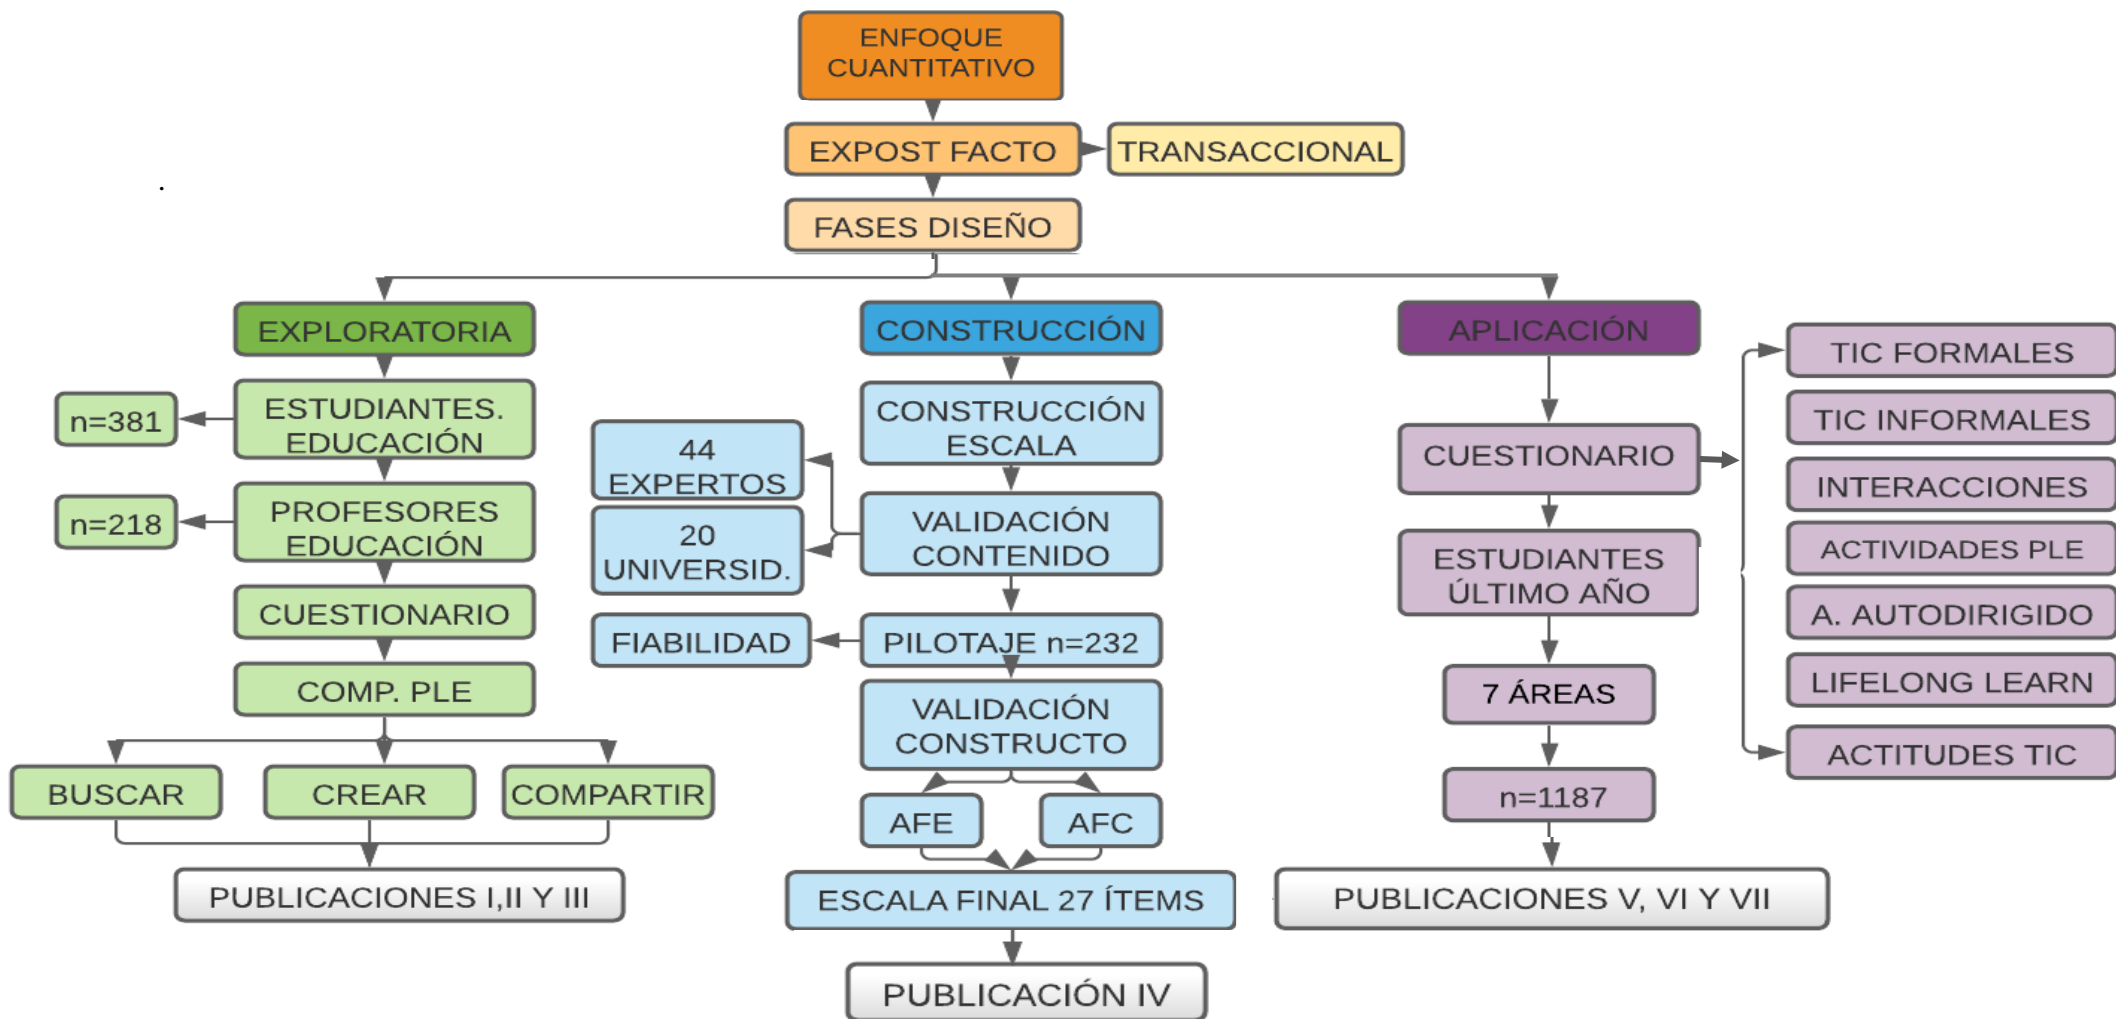 ENFOQUE
CUANTITATIVO
EXPOST FACTO
TRANSACCIONAL
FASES DISEÑO
EXPLORATORIA
ESTUDIANTES.
EDUCACIÓN
n=381
PROFESORES
EDUCACIÓN
n=218
CUESTIONARIO
COMP. PLE
BUSCAR
CREAR
COMPARTIR
PUBLICACIONES I,II Y III
CONSTRUCCIÓN
CONSTRUCCIÓN
ESCALA
44
EXPERTOS
20
UNIVERSID.
VALIDACIÓN
CONTENIDO
FIABILIDAD
PILOTAJE n=232
VALIDACIÓN
CONSTRUCTO
AFE
AFC
ESCALA FINAL 27 ÍTEMS
PUBLICACIÓN IV
APLICACIÓN
CUESTIONARIO
ESTUDIANTES
ÚLTIMO AÑO
7 ÁREAS
n=1187
PUBLICACIONES V, VI Y VII
TIC FORMALES
TIC INFORMALES
INTERACCIONES
ACTIVIDADES PLE
A. AUTODIRIGIDO
LIFELONG LEARN
ACTITUDES TIC